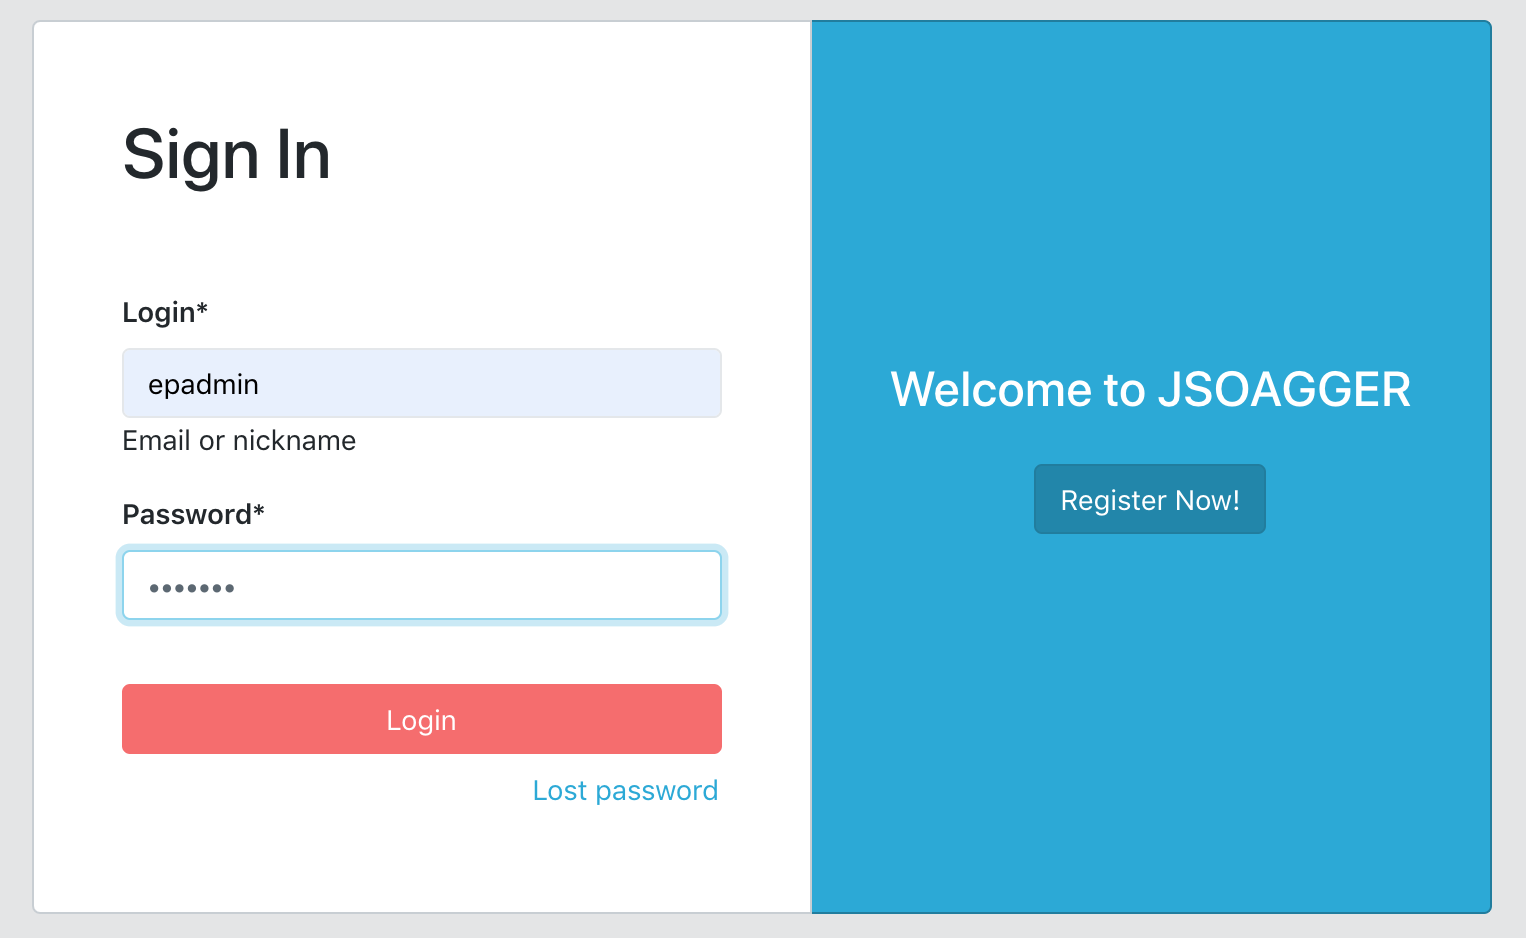 Sign In
Login*
epadmin
Email or nickname
Password*
•••••••
Login
Lost password
Welcome to JSOAGGER
Register Now!